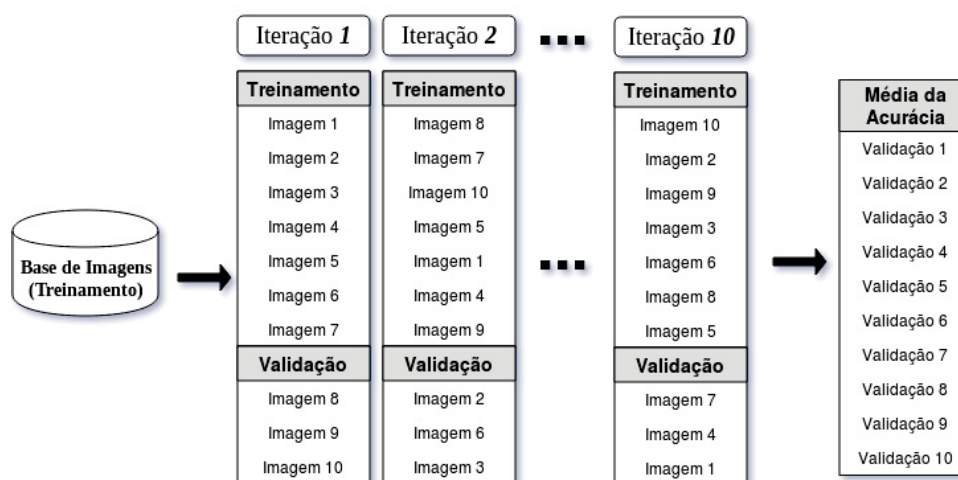 Base de Imagens
(Treinamento)
Iteração 1
Treinamento
Imagem 1
Imagem 2
Imagem 3
Imagem 4
Imagem 5
Imagem 6
Imagem 7
Validação
Imagem 8
Imagem 9
Imagem 10
Iteração 2
Treinamento
Imagem 8
Imagem 7
Imagem 10
Imagem 5
Imagem 1
Imagem 4
Imagem 9
Validação
Imagem 2
Imagem 6
Imagem 3
Iteração 10
Treinamento
Imagem 10
Imagem 2
Imagem 9
Imagem 3
Imagem 6
Imagem 8
Imagem 5
Validação
Imagem 7
Imagem 4
Imagem 1
Média da
Acurácia
Validação 1
Validação 2
Validação 3
Validação 4
Validação 5
Validação 6
Validação 7
Validação 8
Validação 9
Validação 10